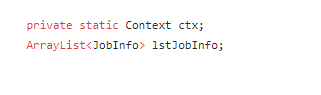 private static Context ctx;
ArrayList<JobInfo> lstJobInfo;